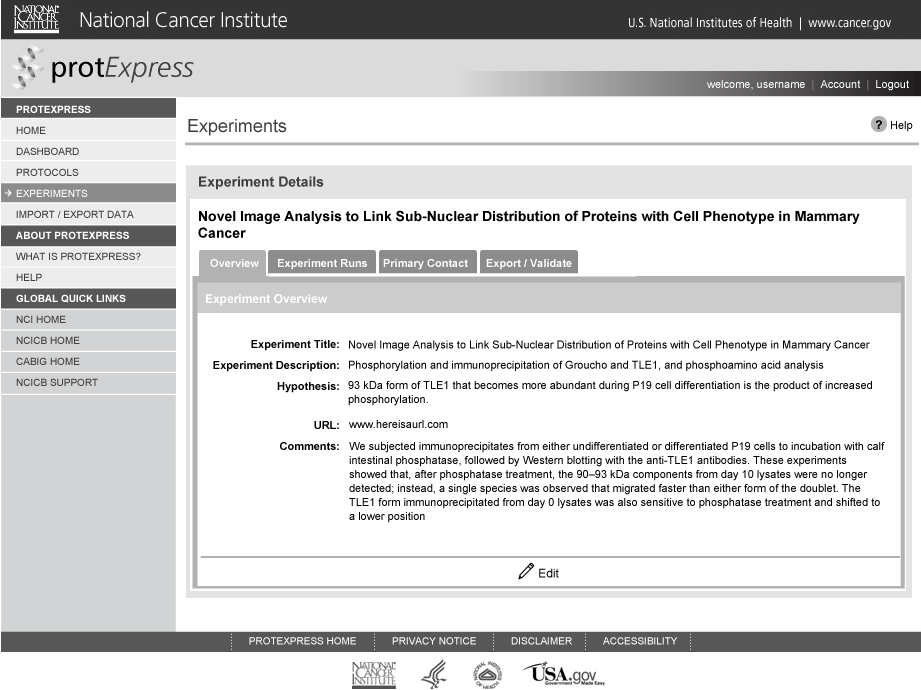 NATIONAL CANCER INSTITUTE
National Cancer Institute
U.S. National Institutes of Health | www.cancer.gov
protExpress
welcome, username | Account | Logout
PROTEXPRESS
HOME
DASHBOARD
PROTOCOLS
EXPERIMENTS
IMPORT / EXPORT DATA
ABOUT PROTEXPRESS
WHAT IS PROTEXPRESS?
HELP
GLOBAL QUICK LINKS
NCI HOME
NCICB HOME
CABIG HOME
NCICB SUPPORT
Experiments
? Help
Experiment Details
Novel Image Analysis to Link Sub-Nuclear Distribution of Proteins with Cell Phenotype in Mammary
Cancer
Overview Experiment Runs Primary Contact Export / Validate
Experiment Overview
Experiment Title: Novel Image Analysis to Link Sub-Nuclear Distribution of Proteins with Cell Phenotype in Mammary Cancer
Experiment Description: Phosphorylation and immunoprecipitation of Groucho and TLE1, and phosphoamino acid analysis
Hypothesis: 93 kDa form of TLE1 that becomes more abundant during P19 cell differentiation is the product of increased
phosphorylation.
URL: www.hereisaurl.com
Comments: We subjected immunoprecipitates from either undifferentiated or differentiated P19 cells to incubation with calf
intestinal phosphatase, followed by Western blotting with the anti-TLE1 antibodies. These experiments
showed that, after phosphatase treatment, the 90–93 kDa components from day 10 lysates were no longer
detected; instead, a single species was observed that migrated faster than either form of the doublet. The
TLE1 form immunoprecipitated from day 0 lysates was also sensitive to phosphatase treatment and shifted to
a lower position
Edit
PROTEXPRESS HOME PRIVACY NOTICE DISCLAIMER ACCESSIBILITY
NATIONAL CANCER INSTITUTE
NATIONAL INSTITUTES OF HEALTH
USA.gov
Government Made Easy